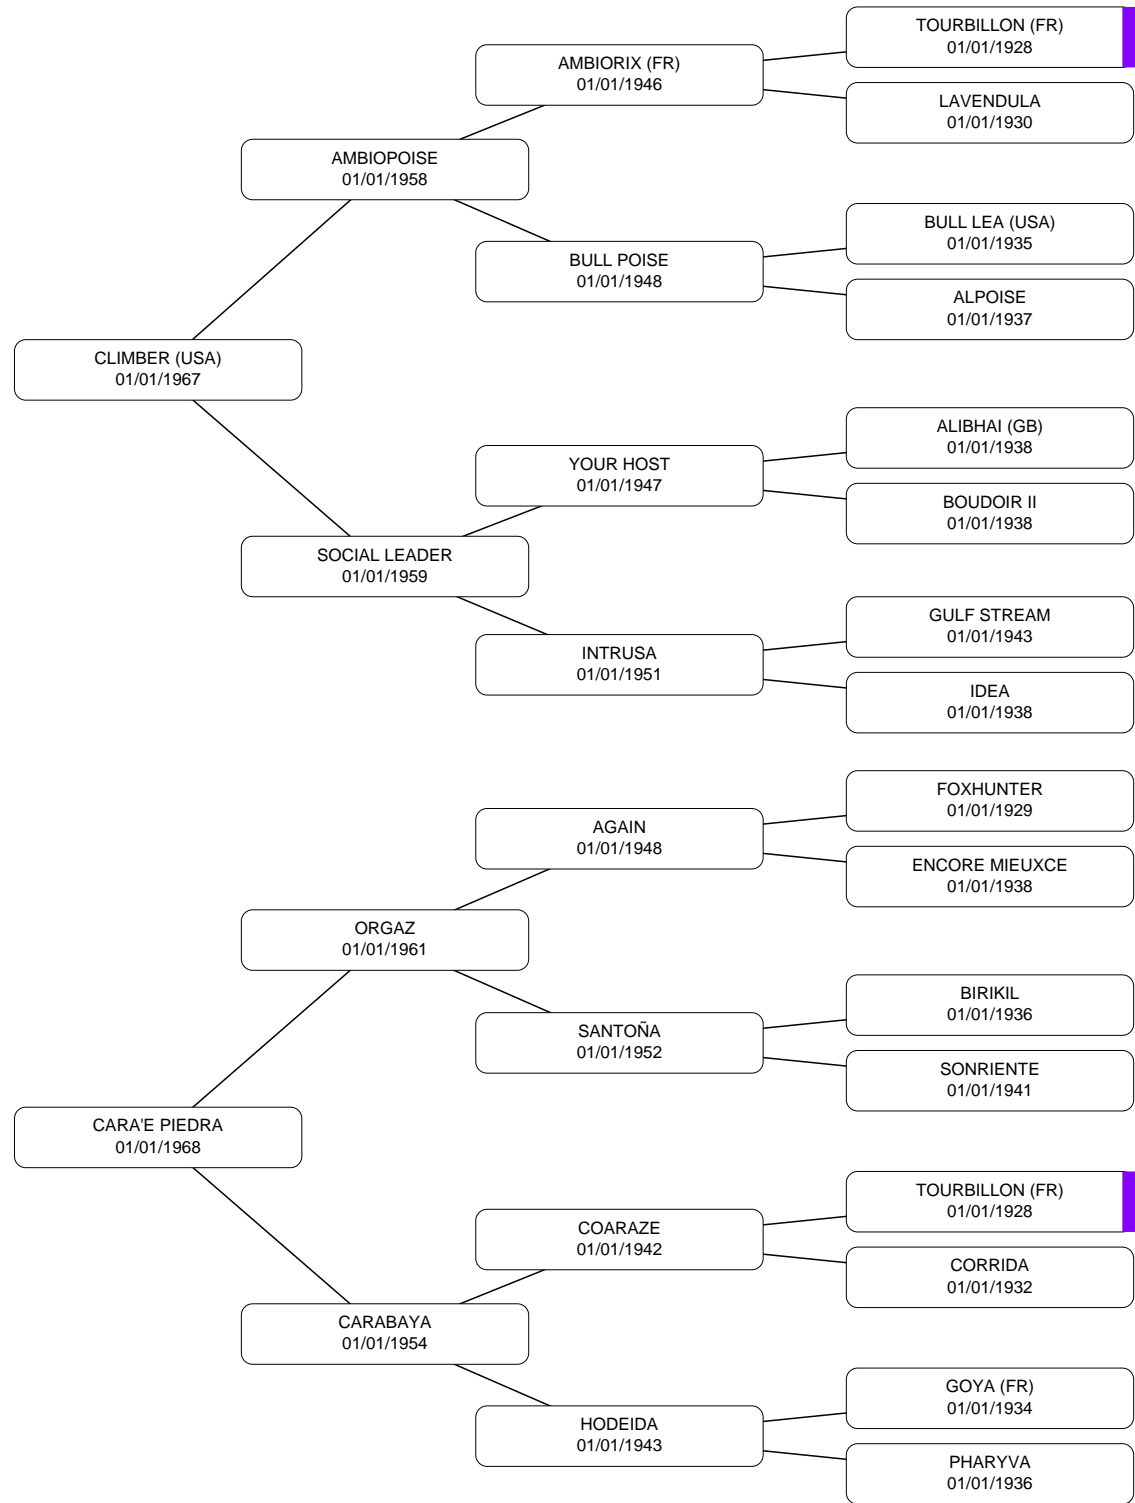 TOURBILLON (FR)
01/01/1928
AMBIORIX (FR)
01/01/1946
LAVENDULA
01/01/1930
AMBIOPOISE
01/01/1958
BULL LEA (USA)
01/01/1935
BULL POISE
01/01/1948
ALPOISE
01/01/1937
CLIMBER (USA)
01/01/1967
ALIBHAI (GB)
01/01/1938
YOUR HOST
01/01/1947
BOUDOIR II
01/01/1938
SOCIAL LEADER
01/01/1959
GULF STREAM
01/01/1943
INTRUSA
01/01/1951
IDEA
01/01/1938
FOXHUNTER
01/01/1929
AGAIN
01/01/1948
ENCORE MIEUXCE
01/01/1938
ORGAZ
01/01/1961
BIRIKIL
01/01/1936
SANTOÑA
01/01/1952
SONRIENTE
01/01/1941
CARA'E PIEDRA
01/01/1968
TOURBILLON (FR)
01/01/1928
COARAZE
01/01/1942
CORRIDA
01/01/1932
CARABAYA
01/01/1954
GOYA (FR)
01/01/1934
HODEIDA
01/01/1943
PHARYVA
01/01/1936